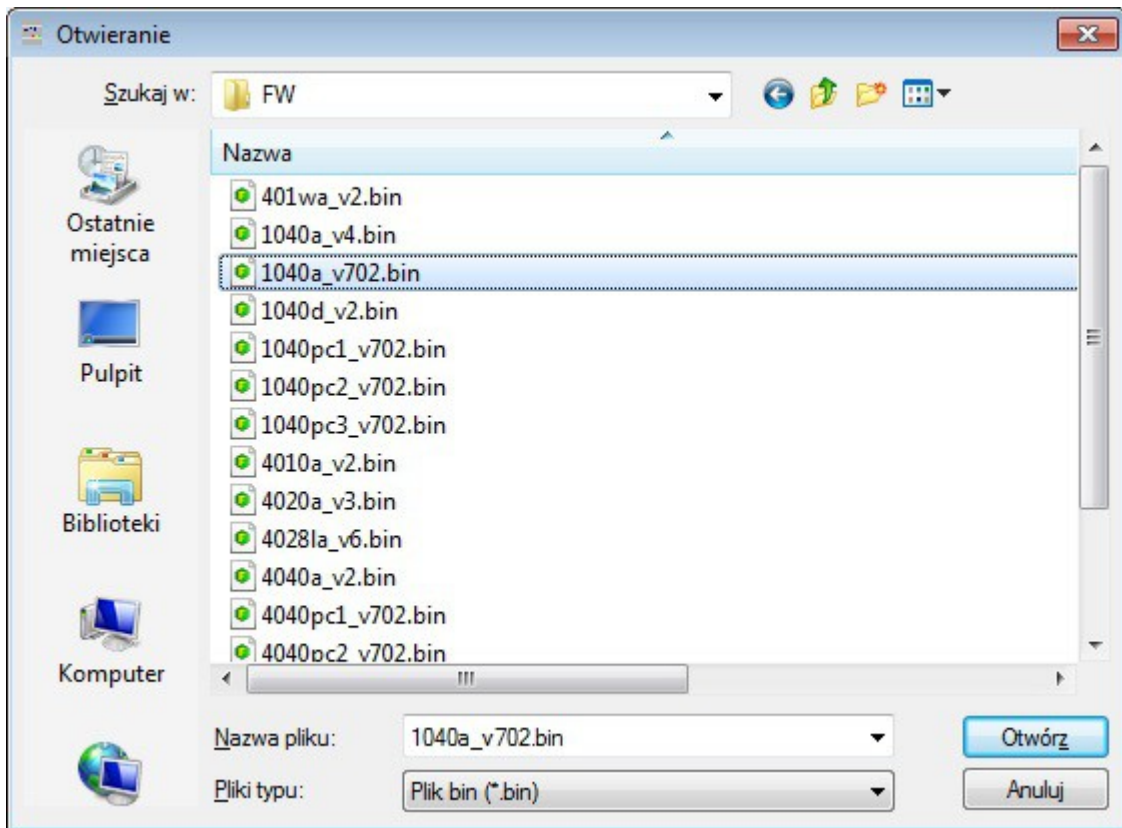 Otwieranie
Szukaj w: FW
Nazwa
401wa_v2.bin
1040a_v4.bin
1040a_v702.bin
1040d_v2.bin
1040pc1_v702.bin
1040pc2_v702.bin
1040pc3_v702.bin
4010a_v2.bin
4020a_v3.bin
4028la_v6.bin
4040a_v2.bin
4040pc1_v702.bin
4040pc2_v702.bin
Ostatnie
miejsca
Pulpit
Biblioteki
Komputer
Nazwa pliku: 1040a_v702.bin Otwórz
Pliki typu: Plik bin (*.bin) Anuluj